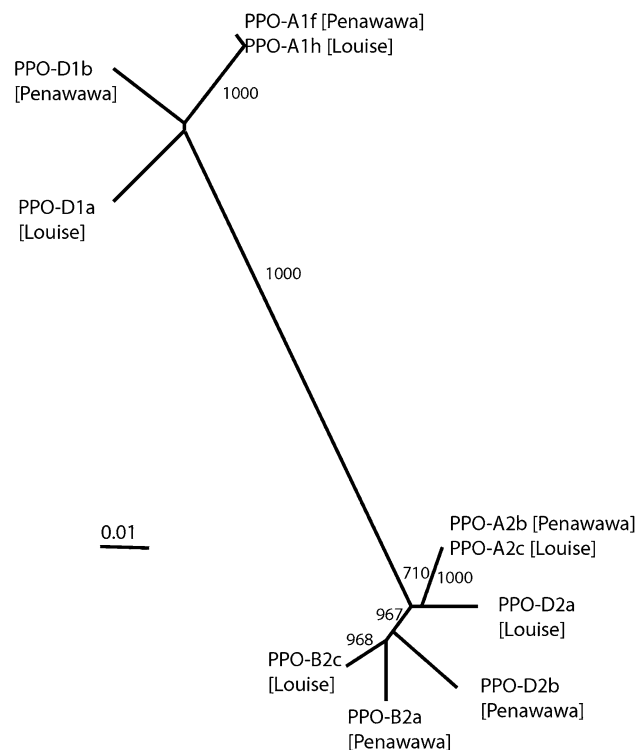 PPO-A1f [Penawawa]
PPO-A1h [Louise]
PPO-D1b
[Penawawa]
1000
PPO-D1a
[Louise]
1000
0.01
PPO-A2b [Penawawa]
PPO-A2c [Louise]
710
1000
PPO-D2a
[Louise]
967
968
PPO-B2c
[Louise]
PPO-D2b
[Penawawa]
PPO-B2a
[Penawawa]